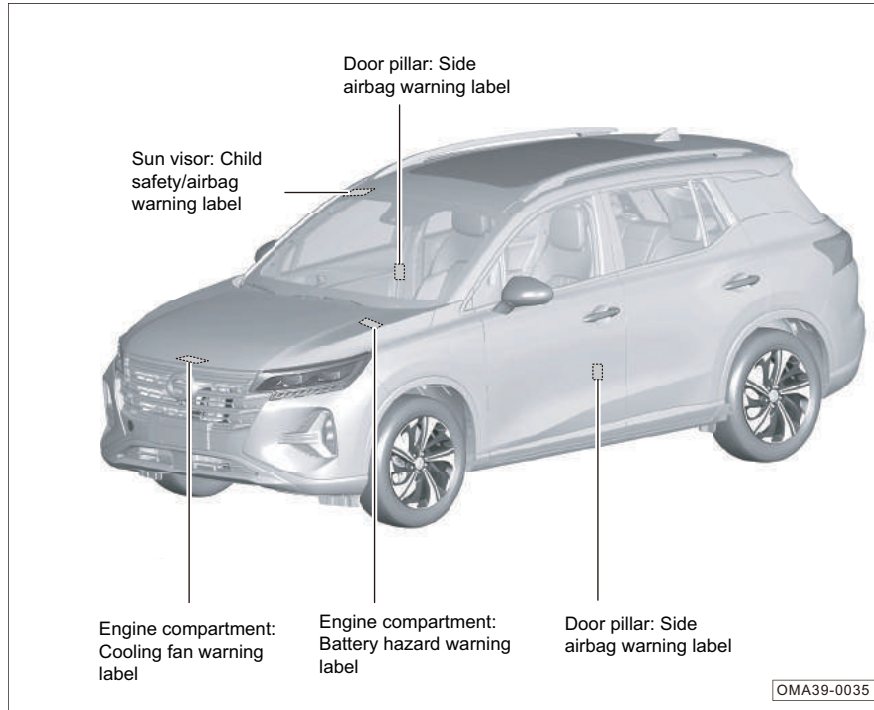 Door pillar: Side
airbag warning label
Sun visor: Child
safety/airbag
warning label
Engine compartment:
Cooling fan warning
label
Engine compartment:
Battery hazard warning
label
Door pillar: Side
airbag warning label
OMA39-0035